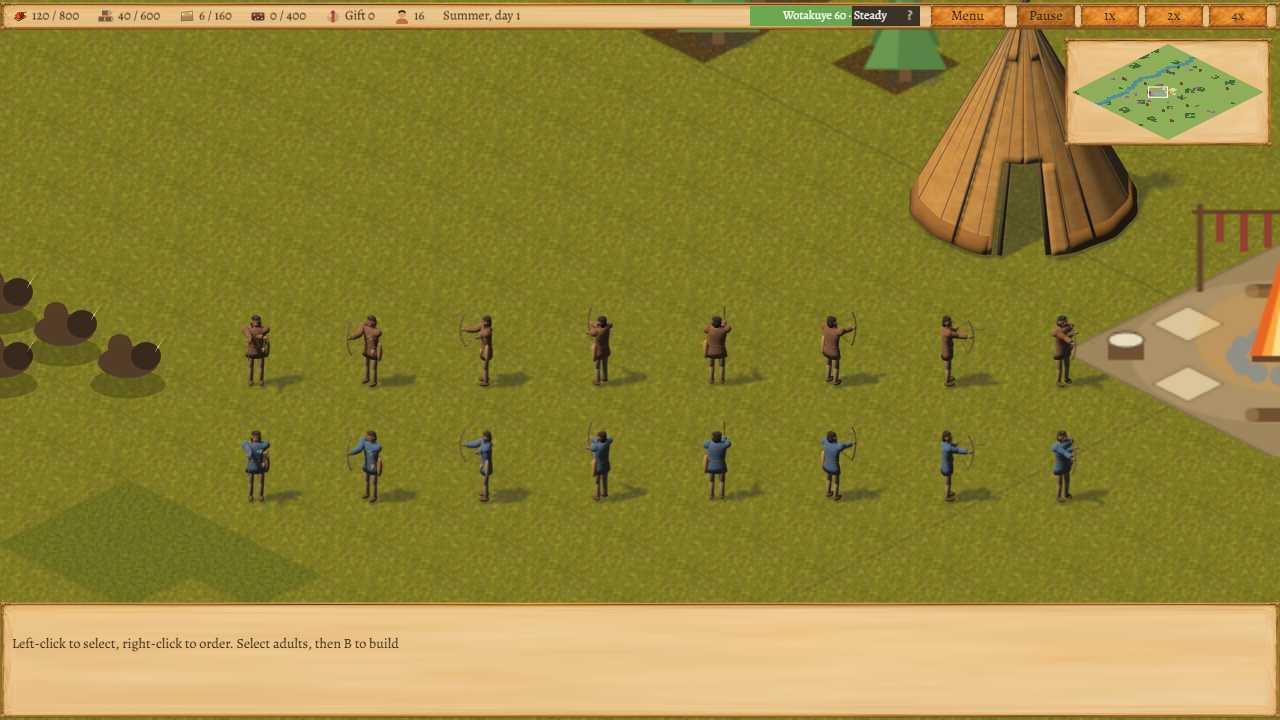 120 / 800 40 / 600 6 / 160 0 / 400 Gift 0 16 Summer, day 1 Wotakuye 60 - Steady ? Menu Pause 1x 2x 4x
Left-click to select, right-click to order. Select adults, then B to build